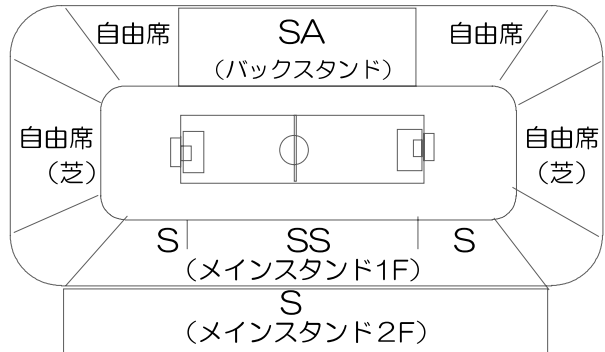 自由席
SA
自由席
（バックスタンド）
自由席
（芝）
自由席
（芝）
S
SS
S
（メインスタンド1F）
S
（メインスタンド２F）